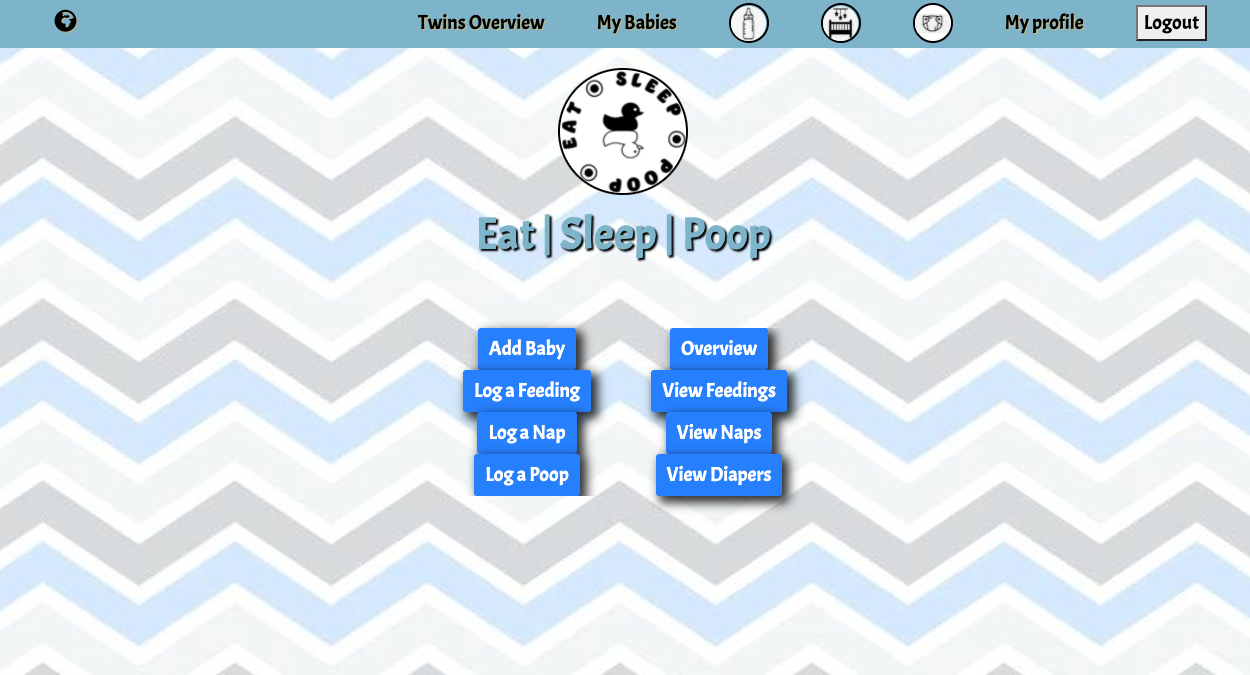 Twins Overview My Babies My profile Logout
EAT SLEEP POOP
Eat | Sleep | Poop
Add Baby Overview
Log a Feeding View Feedings
Log a Nap View Naps
Log a Poop View Diapers